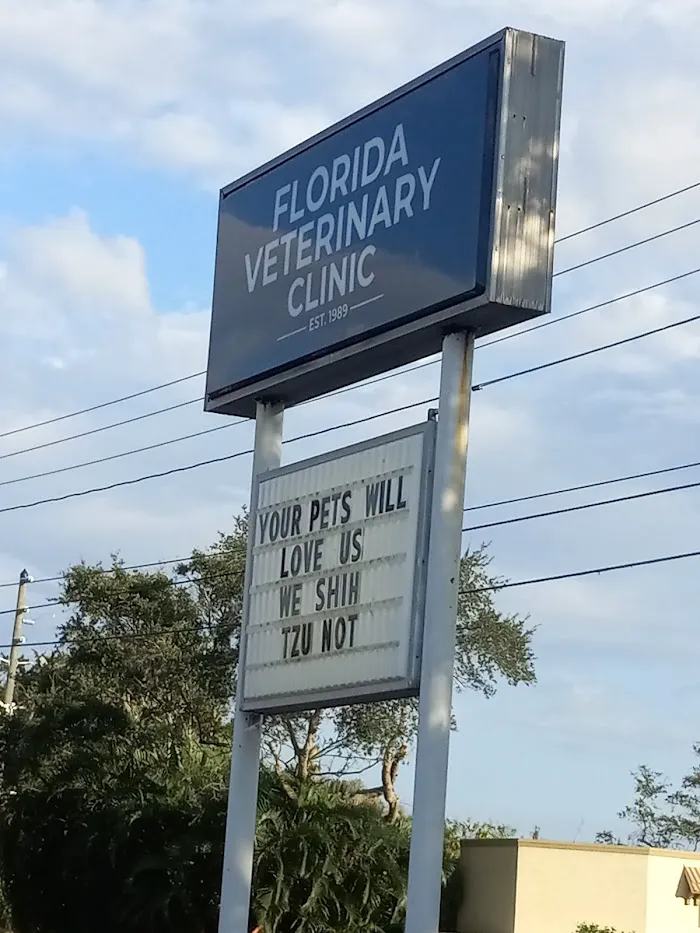 FLORIDA
VETERINARY
CLINIC
EST. 1989
YOUR PETS WILL
LOVE US
WE SHIH
TZU NOT